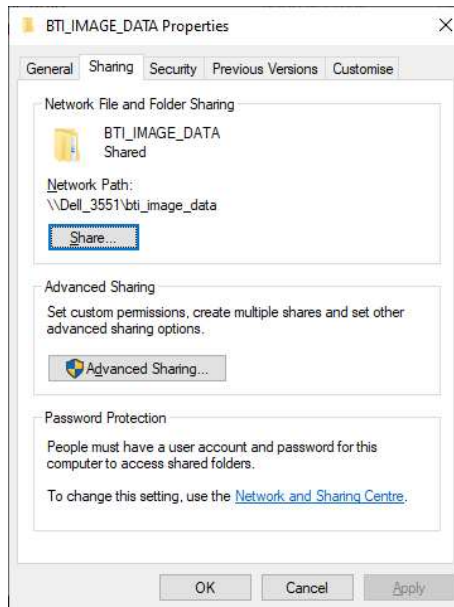 BTI_IMAGE_DATA Properties
General Sharing Security Previous Versions Customise
Network File and Folder Sharing
BTI_IMAGE_DATA
Shared
Network Path:
\\Dell_3551\bti_image_data
Share...
Advanced Sharing
Set custom permissions, create multiple shares and set other
advanced sharing options.
Advanced Sharing...
Password Protection
People must have a user account and password for this
computer to access shared folders.
To change this setting, use the Network and Sharing Centre.
OK Cancel Apply